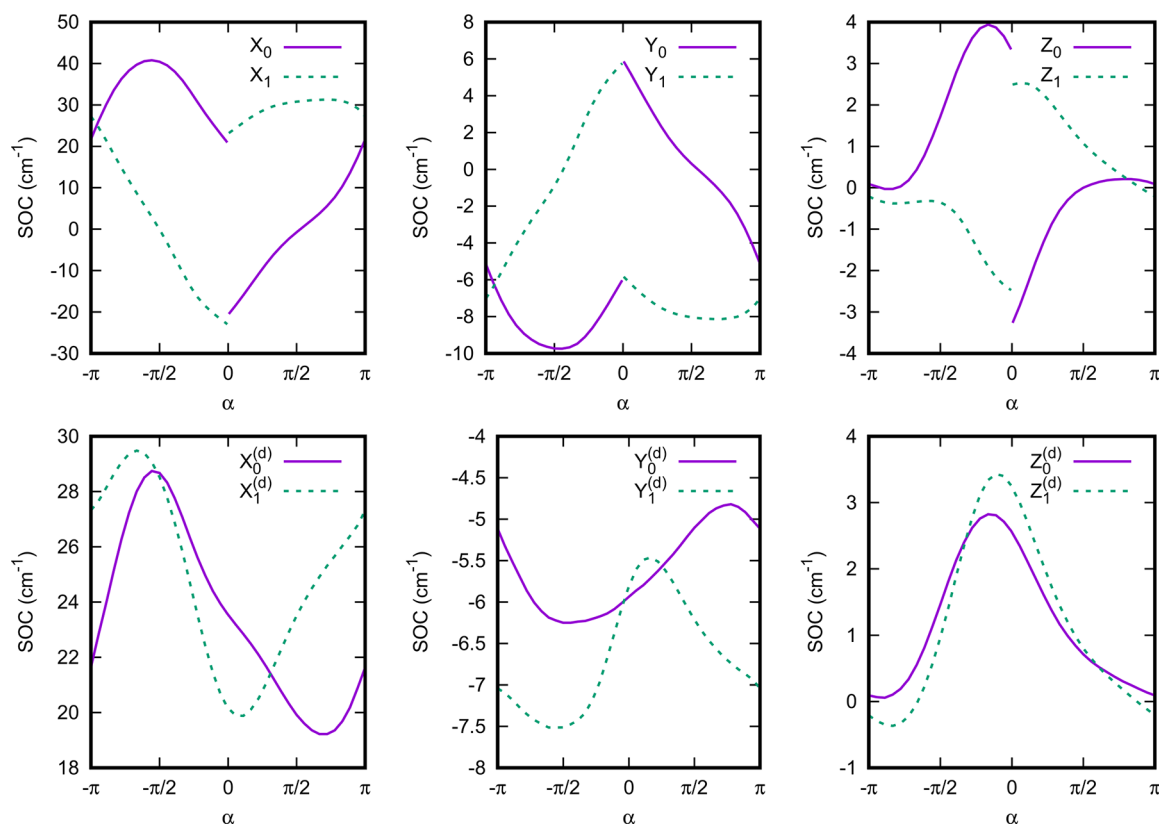 50
40
30
20
10
0
-10
-20
-30
SOC (cm⁻¹)
X₀
X₁
-π
-π/2
0
π/2
π
α
8
6
4
2
0
-2
-4
-6
-8
-10
SOC (cm⁻¹)
Y₀
Y₁
-π
-π/2
0
π/2
π
α
4
3
2
1
0
-1
-2
-3
-4
SOC (cm⁻¹)
Z₀
Z₁
-π
-π/2
0
π/2
π
α
30
28
26
24
22
20
18
SOC (cm⁻¹)
X₀⁽ᵈ⁾
X₁⁽ᵈ⁾
-π
-π/2
0
π/2
π
α
-4
-4.5
-5
-5.5
-6
-6.5
-7
-7.5
-8
SOC (cm⁻¹)
Y₀⁽ᵈ⁾
Y₁⁽ᵈ⁾
-π
-π/2
0
π/2
π
α
4
3
2
1
0
-1
SOC (cm⁻¹)
Z₀⁽ᵈ⁾
Z₁⁽ᵈ⁾
-π
-π/2
0
π/2
π
α